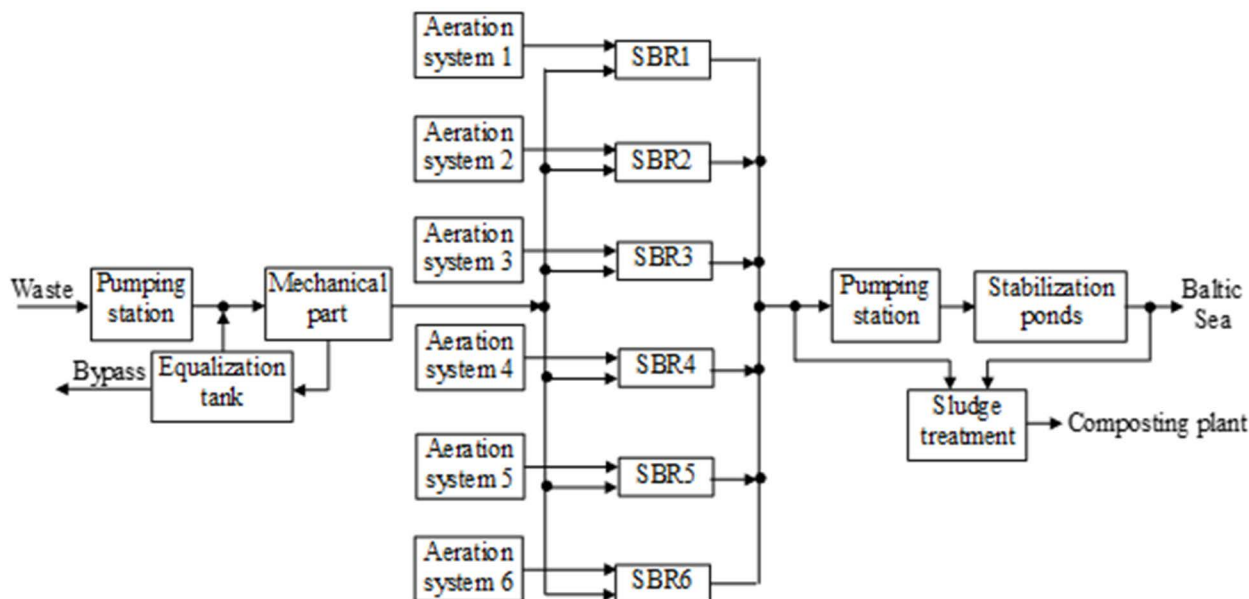 Aeration
system 1
SBR1
Aeration
system 2
SBR2
Aeration
system 3
SBR3
Waste
Pumping
station
Mechanical
part
Pumping
station
Stabilization
ponds
Baltic
Sea
Bypass
Equalization
tank
Aeration
system 4
SBR4
Sludge
treatment
Composting plant
Aeration
system 5
SBR5
Aeration
system 6
SBR6